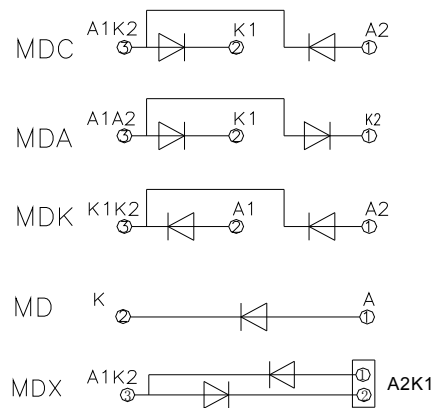 MDC A1K2 3 K1 2 A2 1
MDA A1A2 3 K1 2 K2 1
MDK K1K2 3 A1 2 A2 1
MD K 2 A 1
MDX A1K2 3 1 2 A2K1